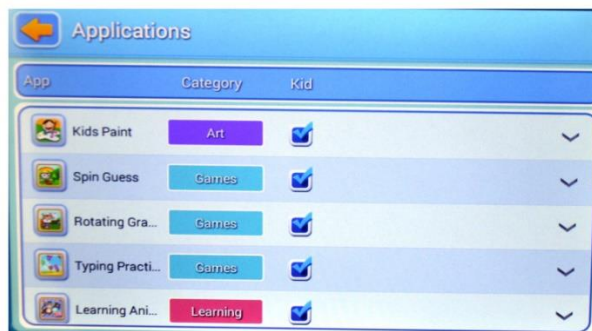 Applications
App Category Kid
Kids Paint Art
Spin Guess Games
Rotating Gra... Games
Typing Practi... Games
Learning Ani... Learning